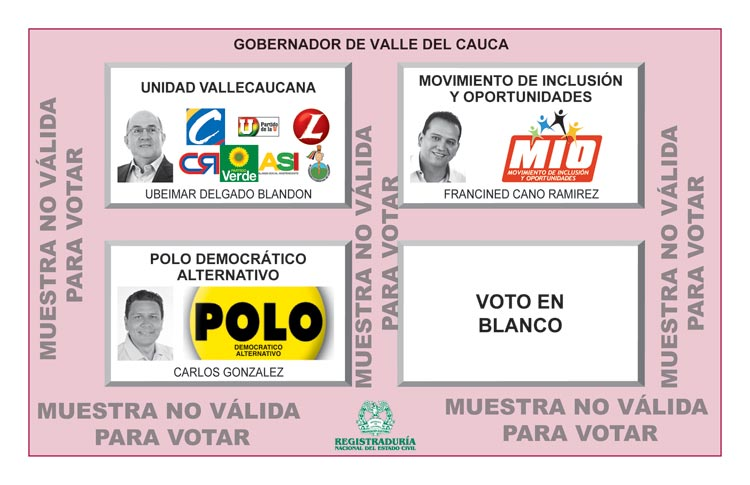 GOBERNADOR DE VALLE DEL CAUCA
UNIDAD VALLECAUCANA
C
U
Partido
de la U
L
CR
Verde
ASI
UBEIMAR DELGADO BLANDON
MOVIMIENTO DE INCLUSIÓN
Y OPORTUNIDADES
MIO
MOVIMIENTO DE INCLUSIÓN
Y OPORTUNIDADES
FRANCINED CANO RAMIREZ
POLO DEMOCRÁTICO
ALTERNATIVO
POLO
DEMOCRATICO
ALTERNATIVO
CARLOS GONZALEZ
VOTO EN
BLANCO
MUESTRA NO VÁLIDA
PARA VOTAR
MUESTRA NO VÁLIDA
PARA VOTAR
MUESTRA NO VÁLIDA
PARA VOTAR
MUESTRA NO VÁLIDA
PARA VOTAR
MUESTRA NO VÁLIDA
PARA VOTAR
REGISTRADURÍA
NACIONAL DEL ESTADO CIVIL